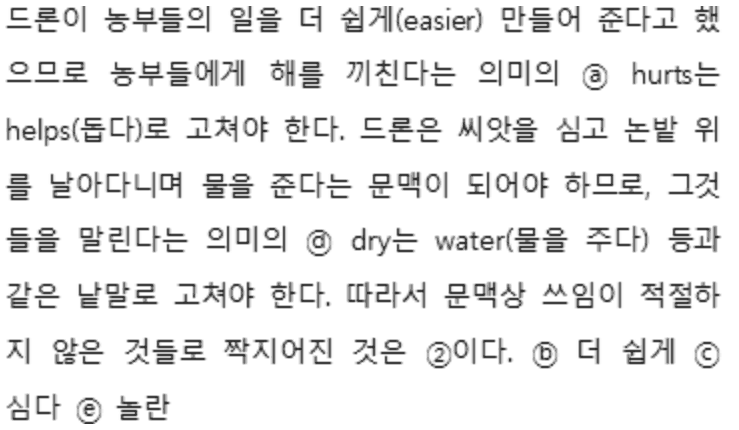 드론이 농부들의 일을 더 쉽게(easier) 만들어 준다고 했
으므로 농부들에게 해를 끼친다는 의미의 ⓐ hurts는
helps(돕다)로 고쳐야 한다. 드론은 씨앗을 심고 논밭 위
를 날아다니며 물을 준다는 문맥이 되어야 하므로, 그것
들을 말린다는 의미의 ⓓ dry는 water(물을 주다) 등과
같은 낱말로 고쳐야 한다. 따라서 문맥상 쓰임이 적절하
지 않은 것들로 짝지어진 것은 ②이다. ⓑ 더 쉽게 ⓒ
심다 ⓔ 놀란